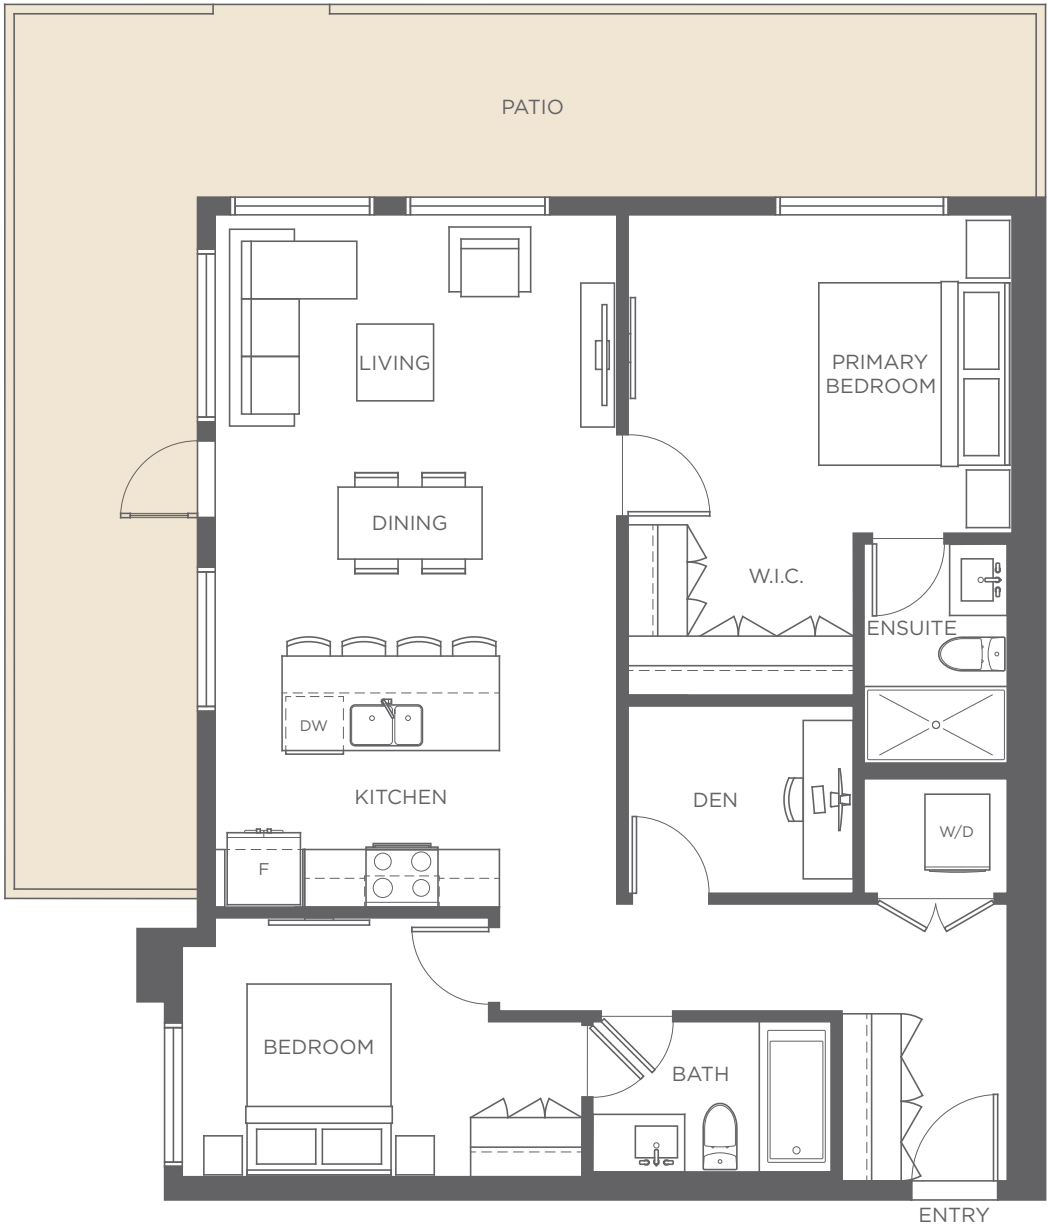 PATIO
LIVING
PRIMARY
BEDROOM
DINING
W.I.C.
ENSUITE
DW
KITCHEN
DEN
W/D
F
BEDROOM
BATH
ENTRY